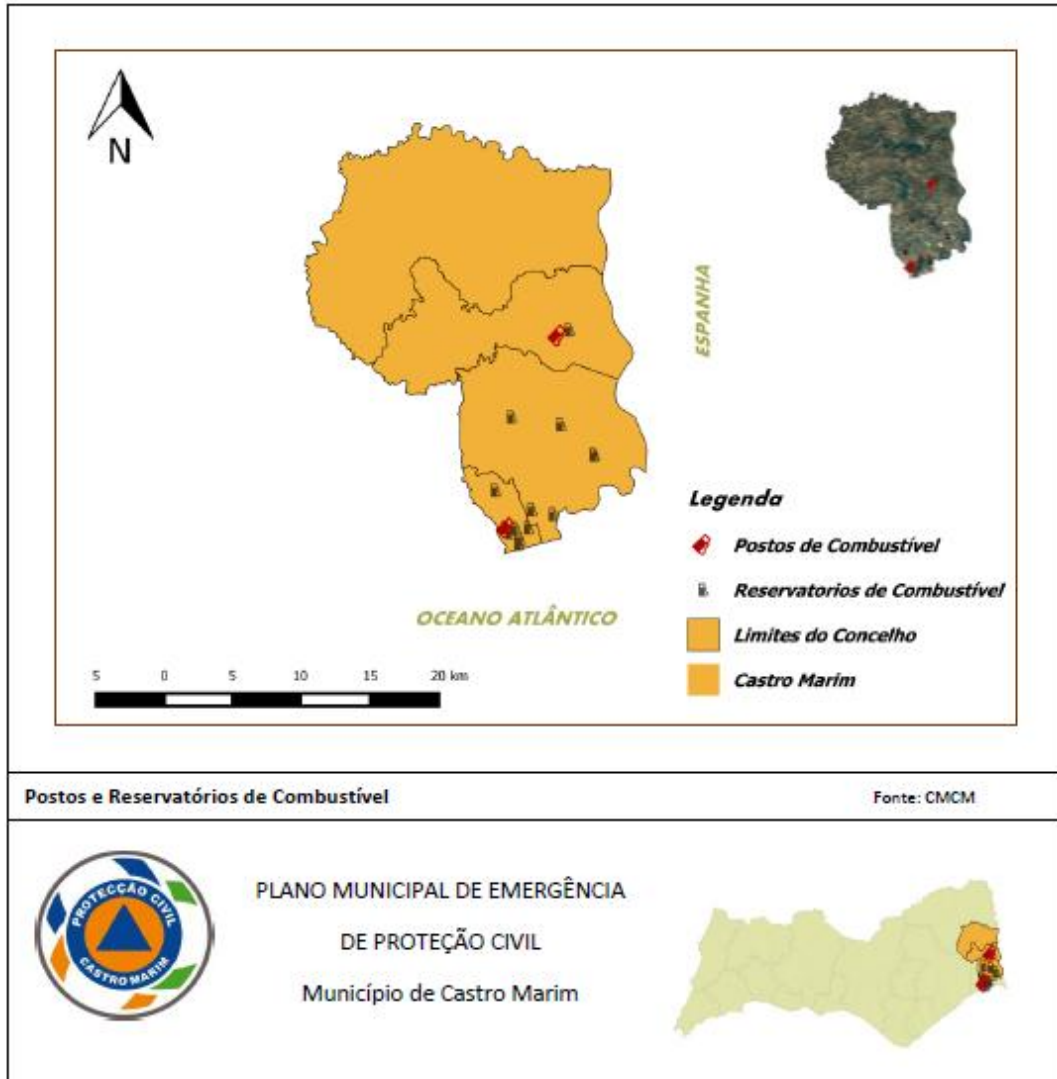 N
ESPANHA
OCEANO ATLÂNTICO
Legenda
Postos de Combustível
Reservatorios de Combustível
Limites do Concelho
Castro Marim
5 0 5 10 15 20 km
Postos e Reservatórios de Combustível Fonte: CMCM
PROTECÇÃO CIVIL
CASTRO MARIM
PLANO MUNICIPAL DE EMERGÊNCIA
DE PROTEÇÃO CIVIL
Município de Castro Marim